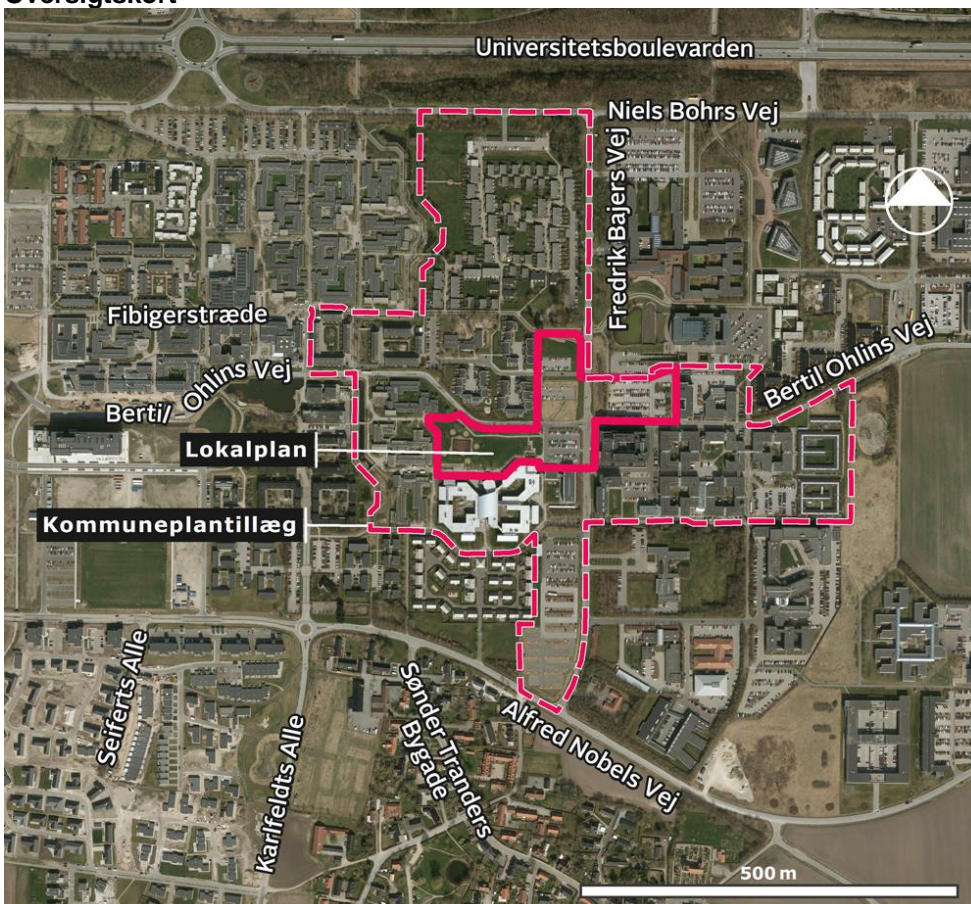 Oversigtskort
Universitetsboulevarden
Niels Bohrs Vej
Fredrik Bajers Vej
Fibigerstræde
Bertil Ohlins Vej
Bertil Ohlins Vej
Lokalplan
Kommuneplantillæg
Seiferts Alle
Karlfeldts Alle
Sønder Tranders
Bygade
Alfred Nobels Vej
500 m